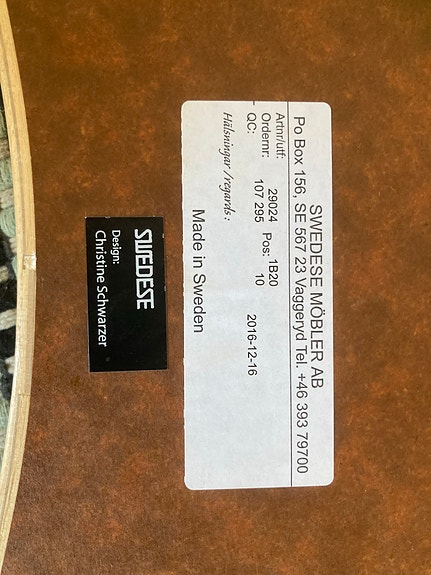 SWEDESE MÖBLER AB
Po Box 156, SE 567 23 Vaggeryd Tel. +46 393 79700
Artnr/utf: 29024 Pos: 1B20
Ordernr: 107 295 10 2016-12-16
QC:
Hälsningar /regards :
Made in Sweden
SWEDESE
Design:
Christine Schwarzer